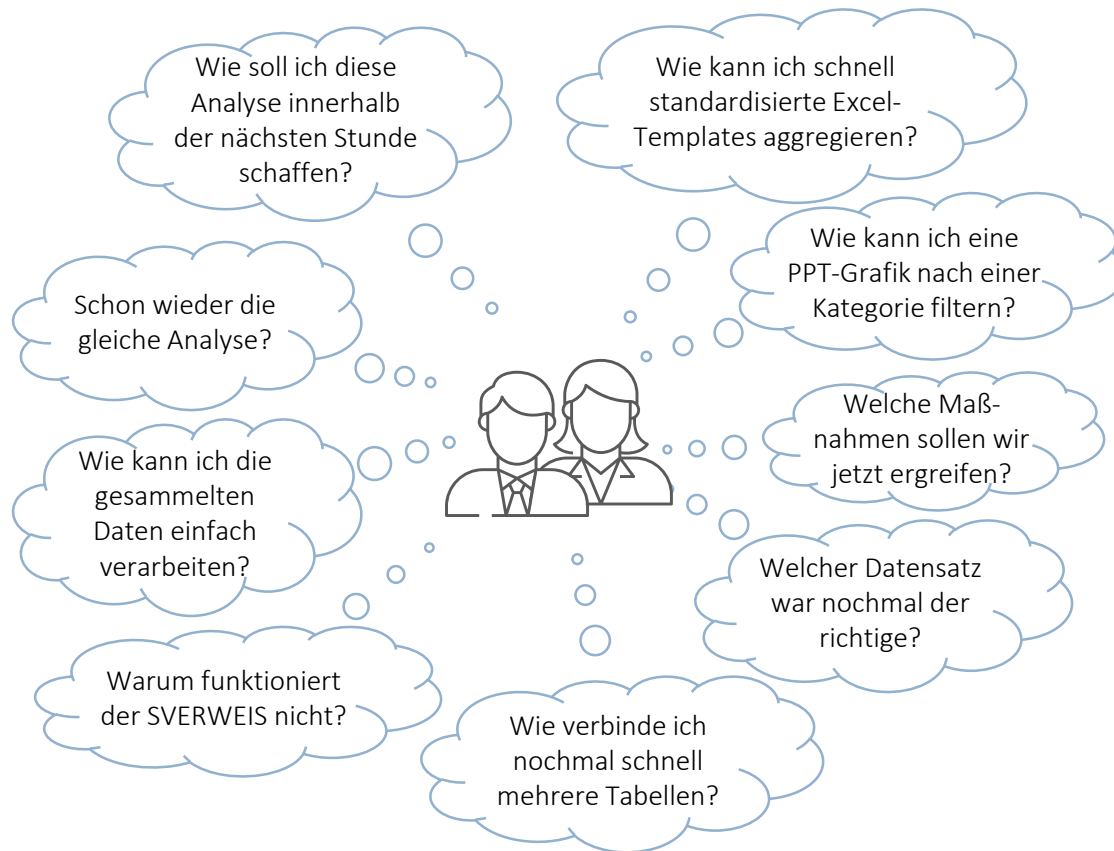 Wie soll ich diese
Analyse innerhalb
der nächsten Stunde
schaffen?
Wie kann ich schnell
standardisierte Excel-
Templates aggregieren?
Wie kann ich eine
PPT-Grafik nach einer
Kategorie filtern?
Schon wieder die
gleiche Analyse?
Welche Maß-
nahmen sollen wir
jetzt ergreifen?
Wie kann ich die
gesammelten
Daten einfach
verarbeiten?
Welcher Datensatz
war nochmal der
richtige?
Warum funktioniert
der SVERWEIS nicht?
Wie verbinde ich
nochmal schnell
mehrere Tabellen?